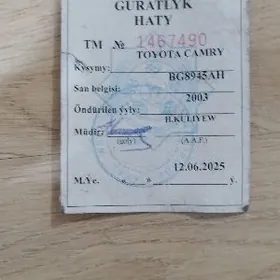 GURATLYK
HATY
TM № 1467490
TOYOTA CAMRY
Kysymy:
BG8945AH
San belgisi:
2003
Öndürilen ýyly:
H.KULIYEW
Müdir:
(goly) (A.A.F.)
12.06.2025
M.Ýe. „ „ ý.